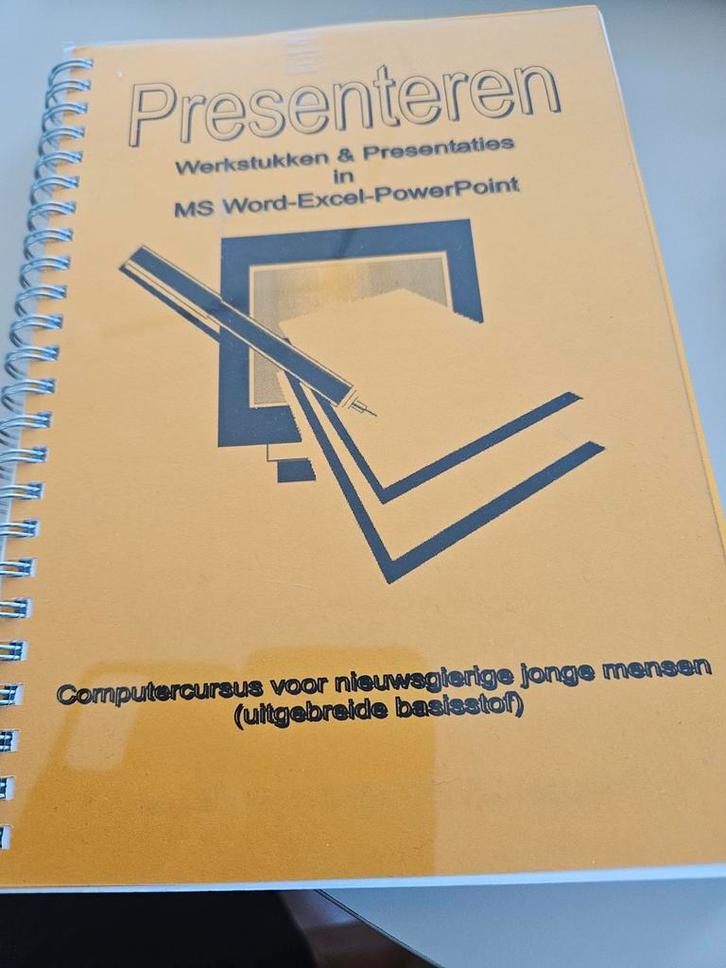 Presenteren
Werkstukken & Presentaties
in
MS Word-Excel-PowerPoint
Computercursus voor nieuwsgierige jonge mensen
(uitgebreide basisstof)